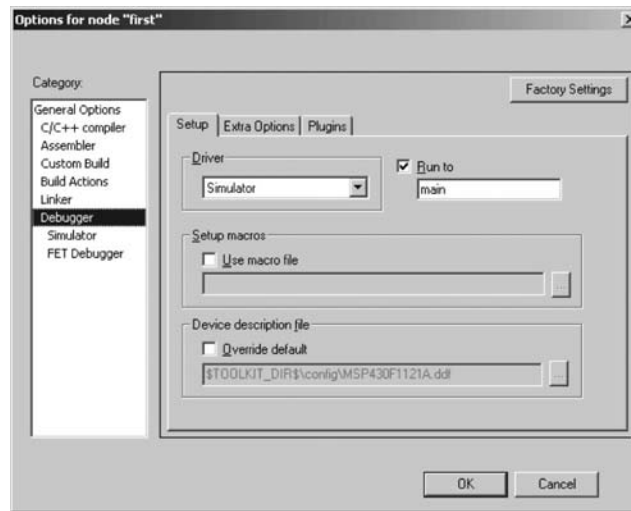 Options for node "first"
Category:
General Options
C/C++ compiler
Assembler
Custom Build
Build Actions
Linker
Debugger
Simulator
FET Debugger
Factory Settings
Setup
Extra Options
Plugins
Driver
Simulator
Run to
main
Setup macros
Use macro file
...
Device description file
Override default
$TOOLKIT_DIR$\config\MSP430F1121A.ddf
...
OK
Cancel